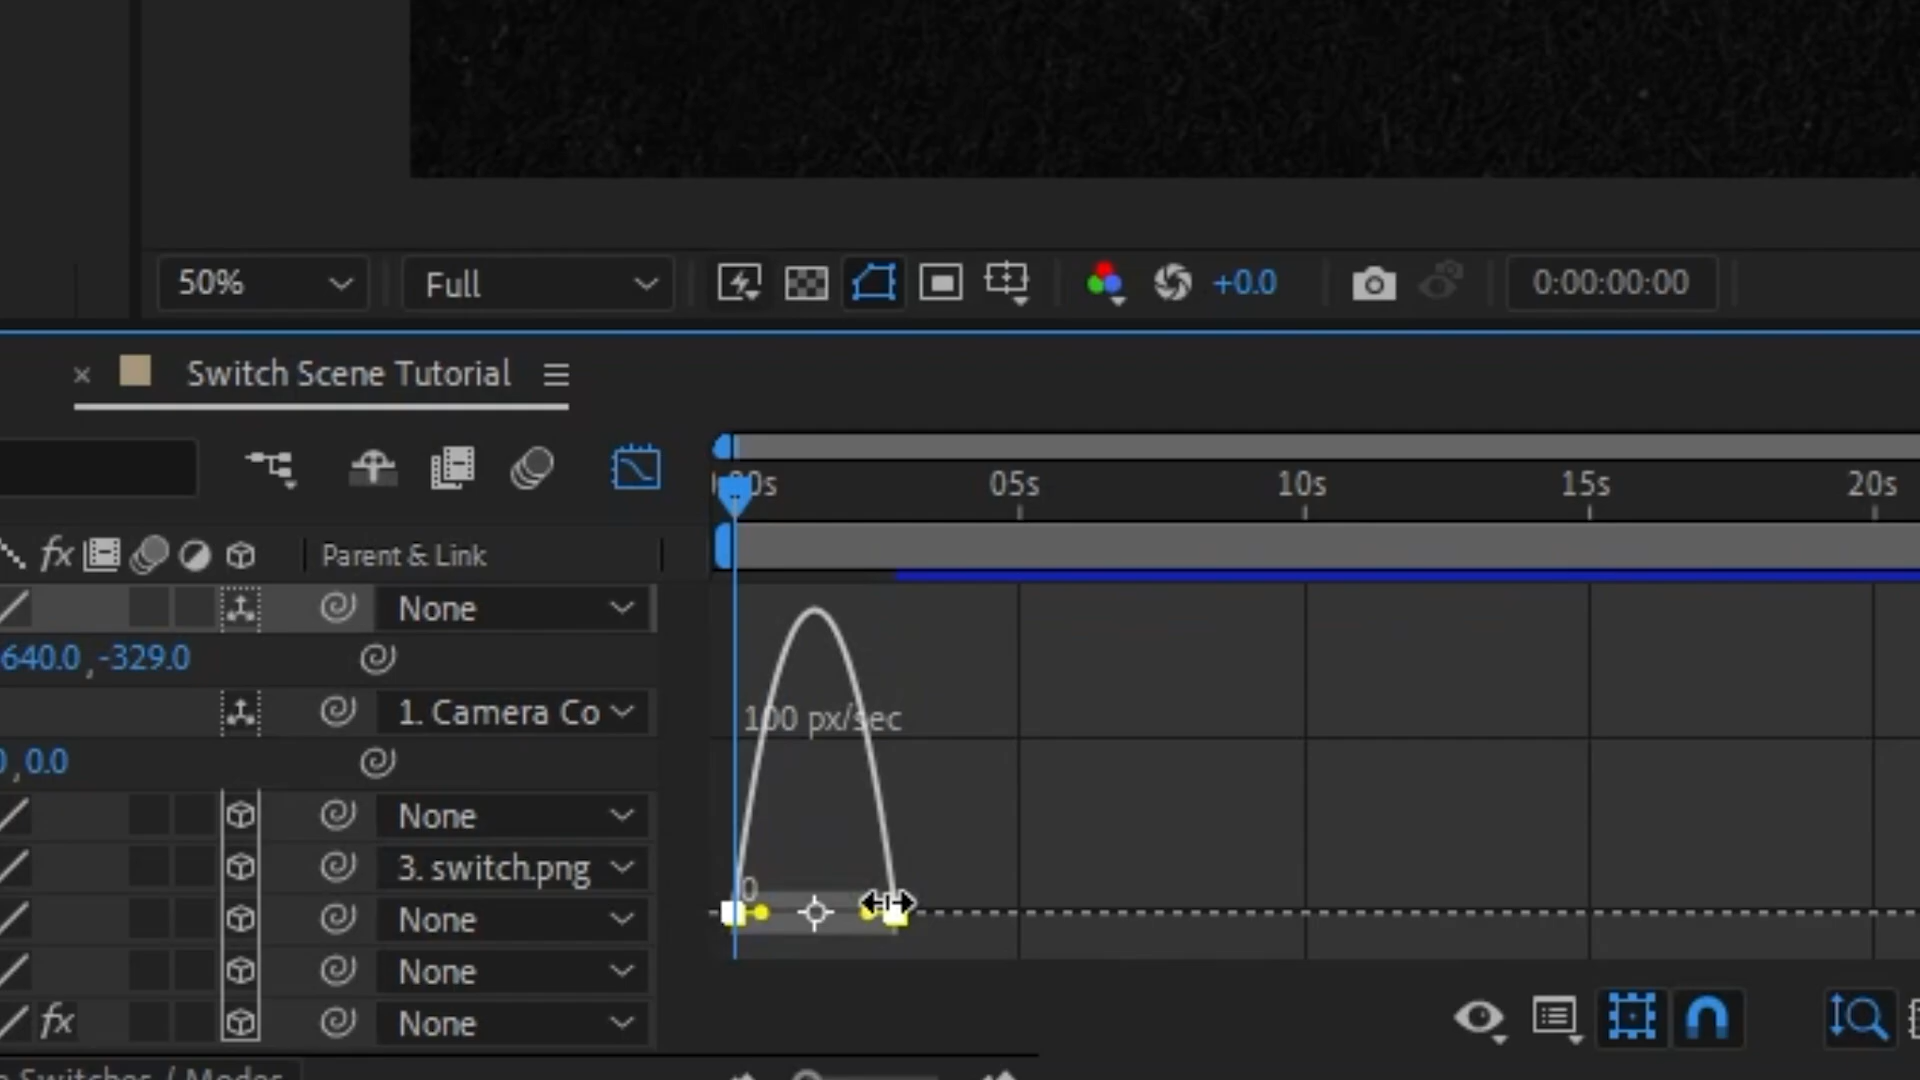 50%
Full
+0.0
0:00:00:00
Switch Scene Tutorial
05s
10s
15s
20s
fx
Parent & Link
None
640.0,-329.0
1. Camera Co
0.0
100 px/sec
None
3. switch.png
0
None
None
fx
None